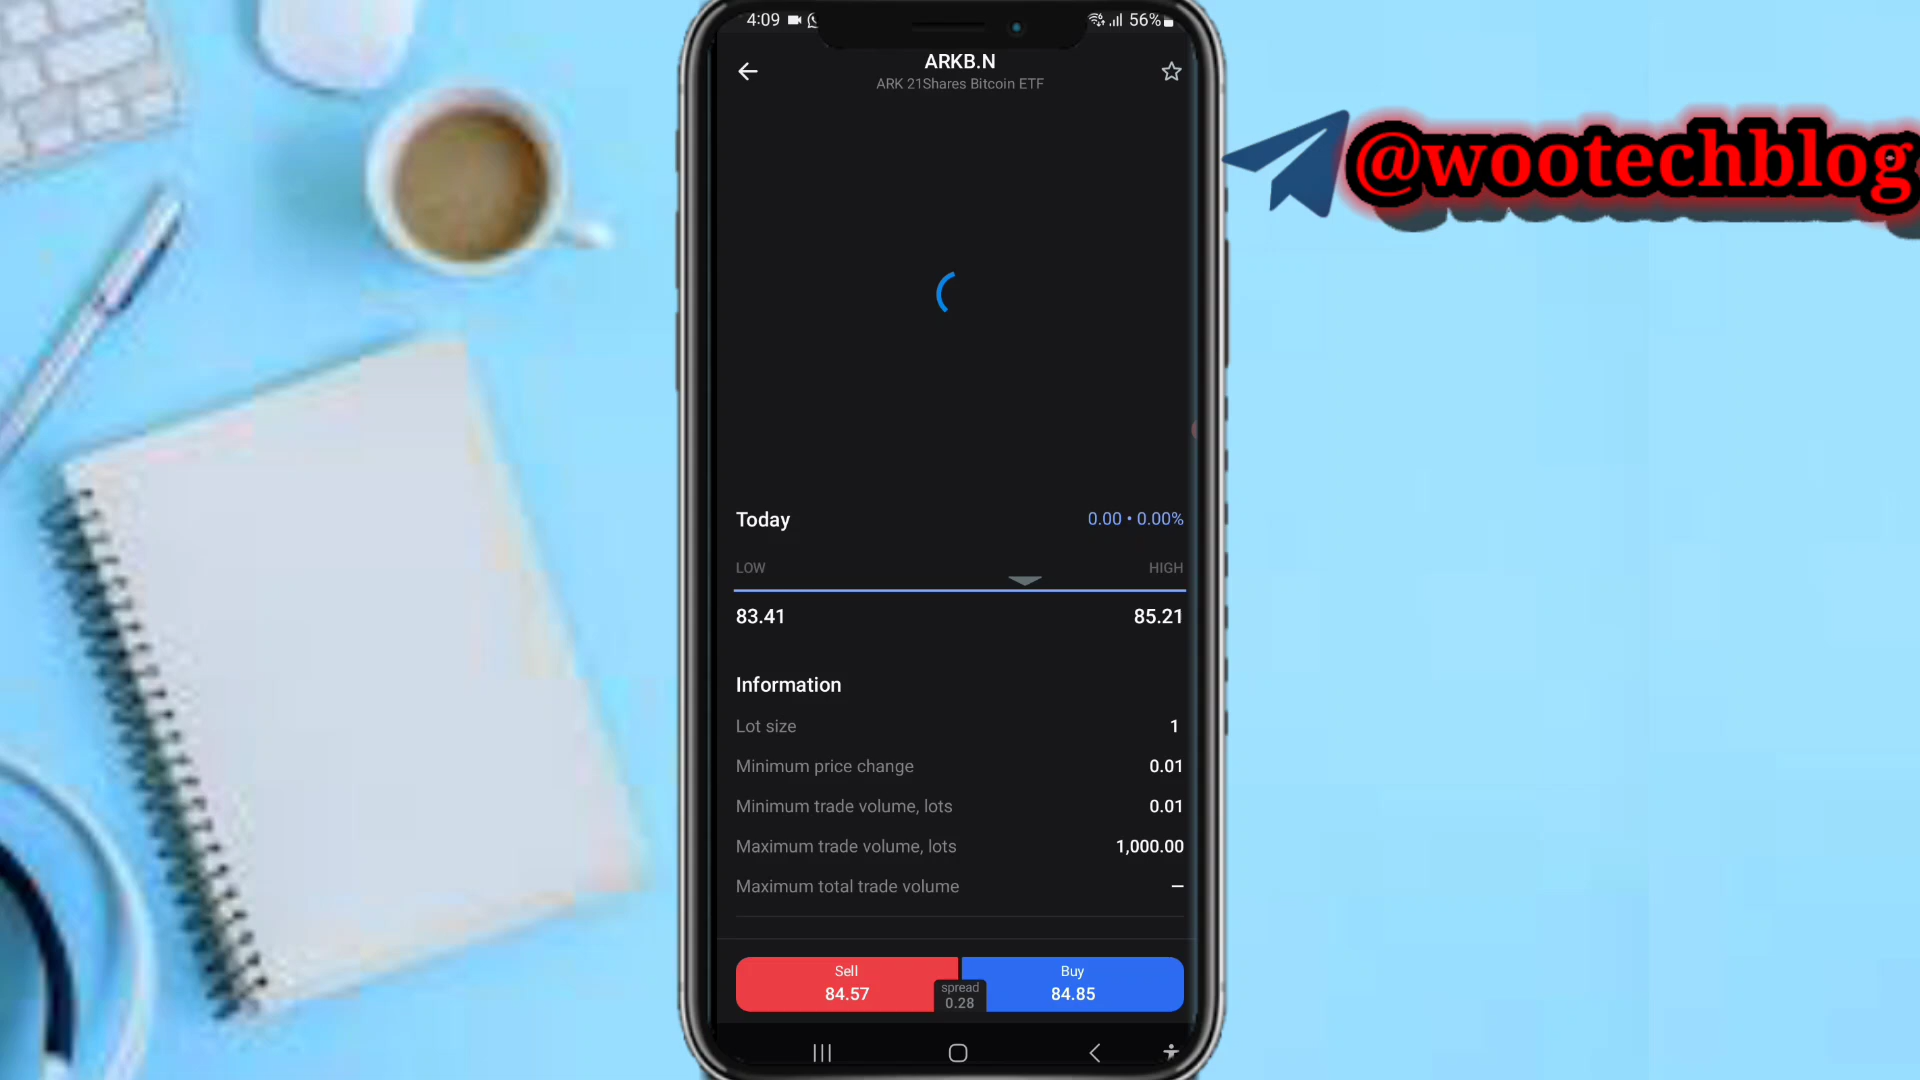 4:09
56%
ARKB.N
ARK 21Shares Bitcoin ETF
@wootechblog
Today
0.00 • 0.00%
LOW
HIGH
83.41
85.21
Information
Lot size
1
Minimum price change
0.01
Minimum trade volume, lots
0.01
Maximum trade volume, lots
1,000.00
Maximum total trade volume
–
Sell
84.57
spread
0.28
Buy
84.85